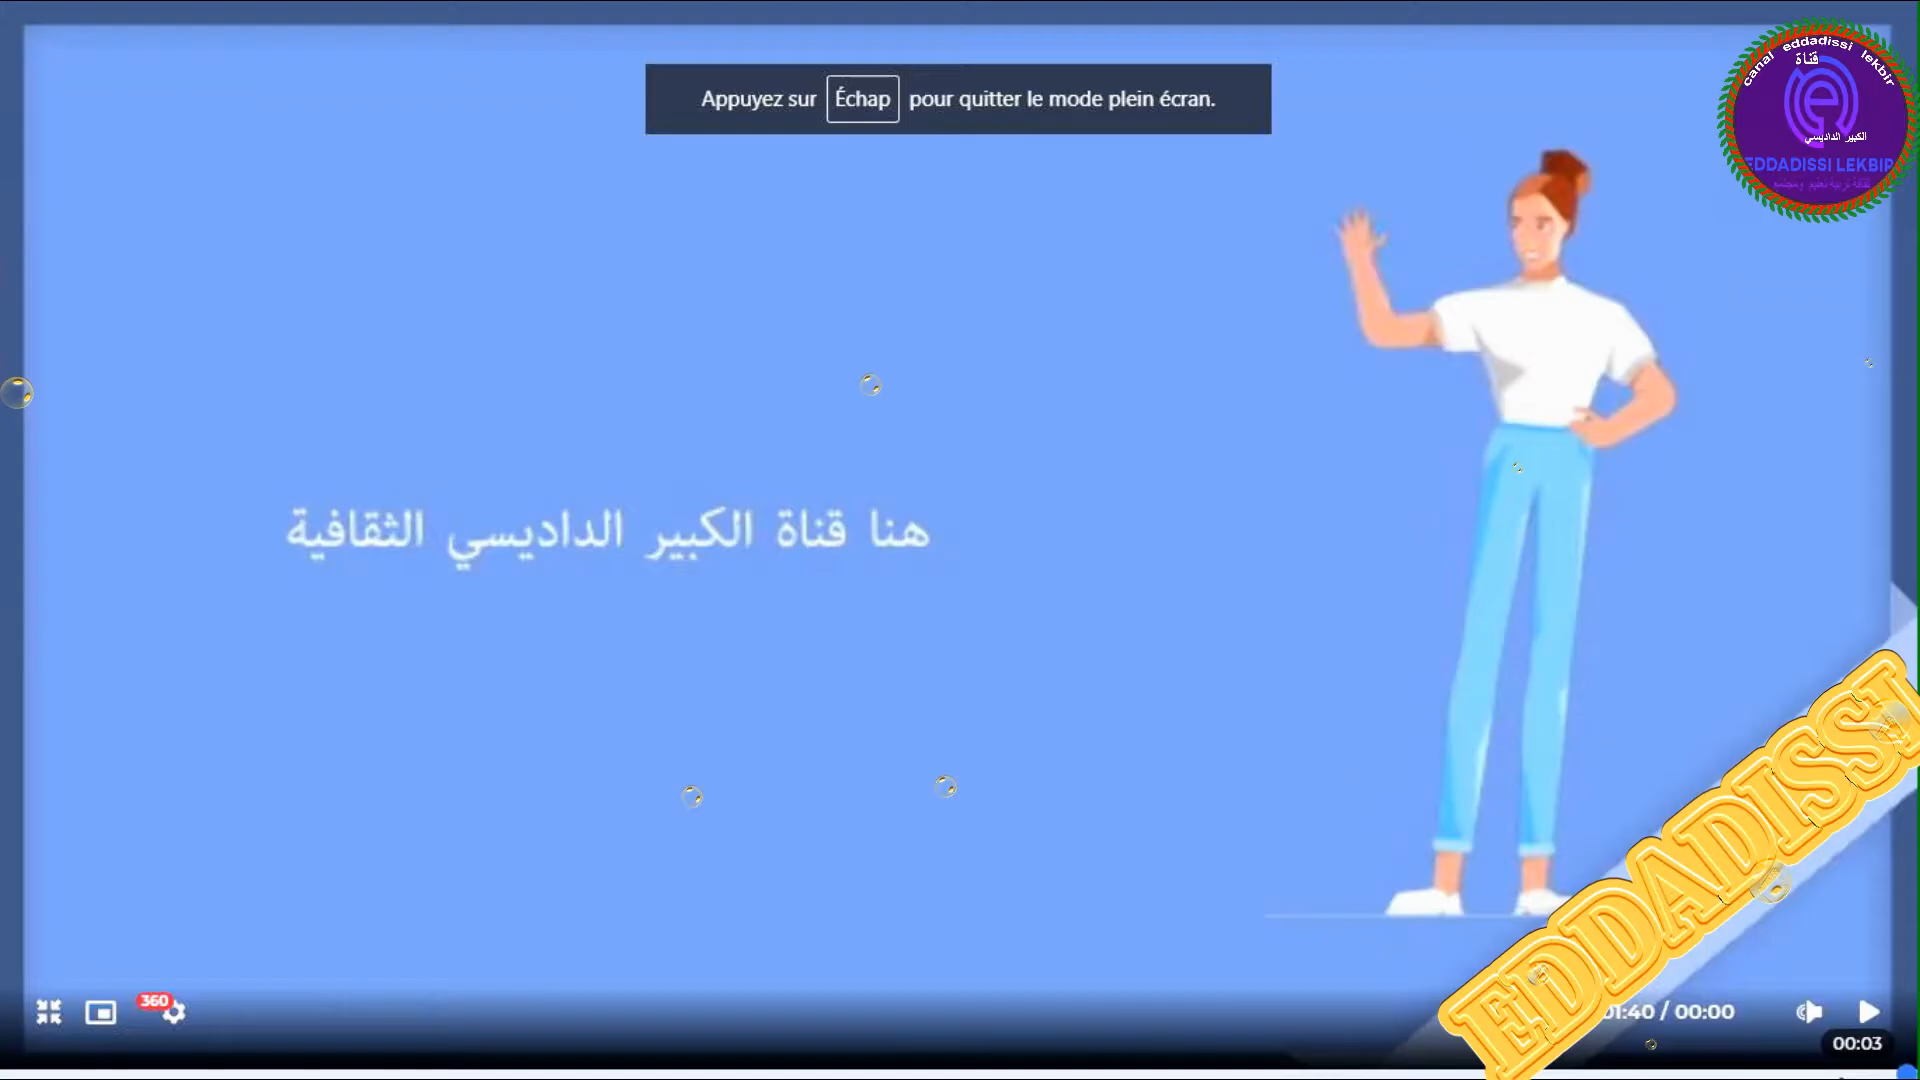 Appuyez sur Échap pour quitter le mode plein écran.
canal eddadissi lekbir
قناة
الكبير الداديسي
EDDADISSI LEKBIR
هنا قناة الكبير الداديسي الثقافية
EDDADISSI
360
01:40 / 00:00
00:03